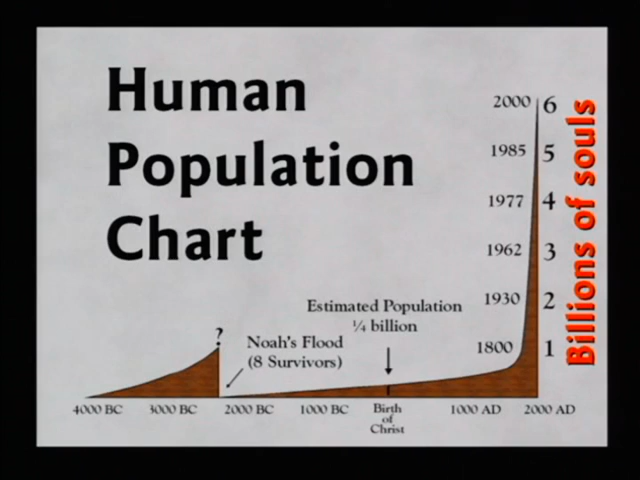 Human
Population
Chart
2000 6
1985 5
1977 4
1962 3
1930 2
1800 1
Billions of souls
Estimated Population
¼ billion
?
Noah's Flood
(8 Survivors)
4000 BC 3000 BC 2000 BC 1000 BC Birth of Christ 1000 AD 2000 AD